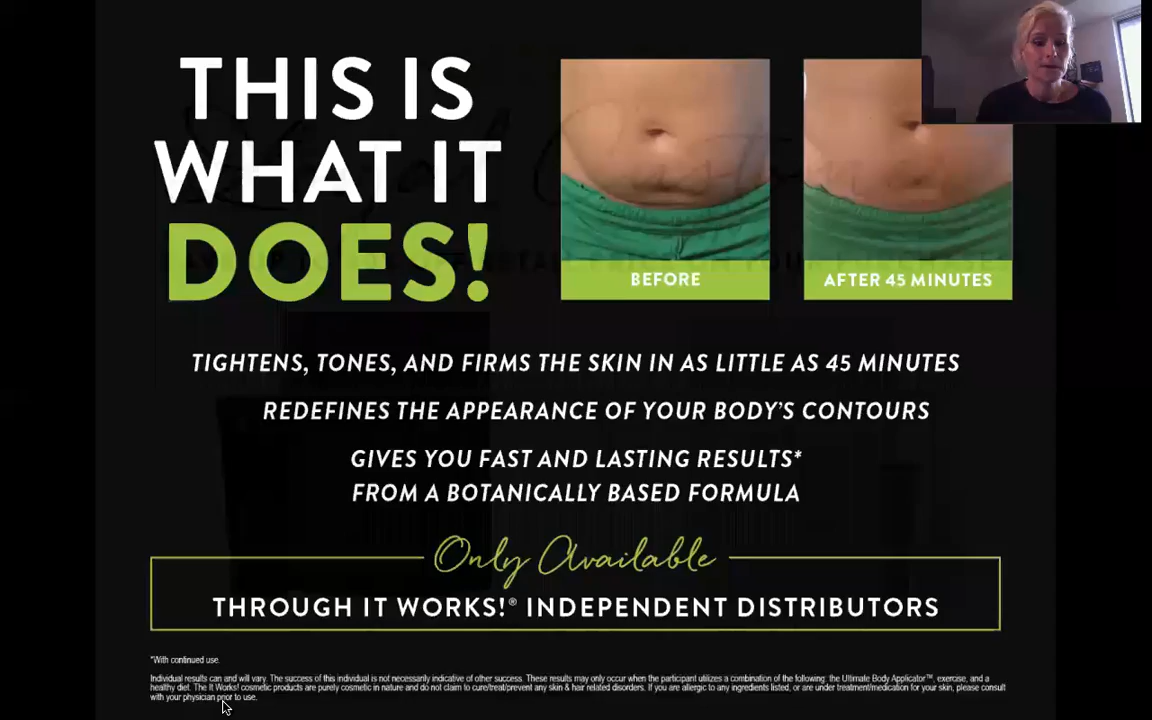 THIS IS
WHAT IT
DOES!
BEFORE
AFTER 45 MINUTES
TIGHTENS, TONES, AND FIRMS THE SKIN IN AS LITTLE AS 45 MINUTES
REDEFINES THE APPEARANCE OF YOUR BODY'S CONTOURS
GIVES YOU FAST AND LASTING RESULTS*
FROM A BOTANICALLY BASED FORMULA
Only Available
THROUGH IT WORKS!® INDEPENDENT DISTRIBUTORS
*With continued use.
Individual results can and will vary. The success of this individual is not necessarily indicative of other success. These results may only occur when the participant utilizes a combination of the following: the Ultimate Body Applicator™, exercise, and a
healthy diet. The It Works! cosmetic products are purely cosmetic in nature and do not claim to cure/treat/prevent any skin & hair related disorders. If you are allergic to any ingredients listed, or are under treatment/medication for your skin, please consult
with your physician prior to use.